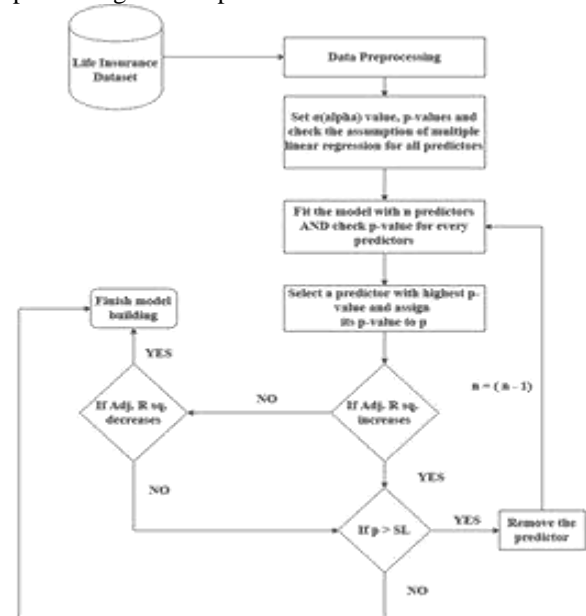 Life Insurance
Dataset
Data Preprocessing
Set α(alpha) value, p-values and
check the assumption of multiple
linear regression for all predictors
Fit the model with n predictors
AND check p-value for every
predictors
Select a predictor with highest p-
value and assign
its p-value to p
Finish model
building
YES
n = ( n - 1)
If Adj. R sq.
decreases
NO
If Adj. R sq.
increases
NO
YES
If p > SL
YES
Remove the
predictor
NO